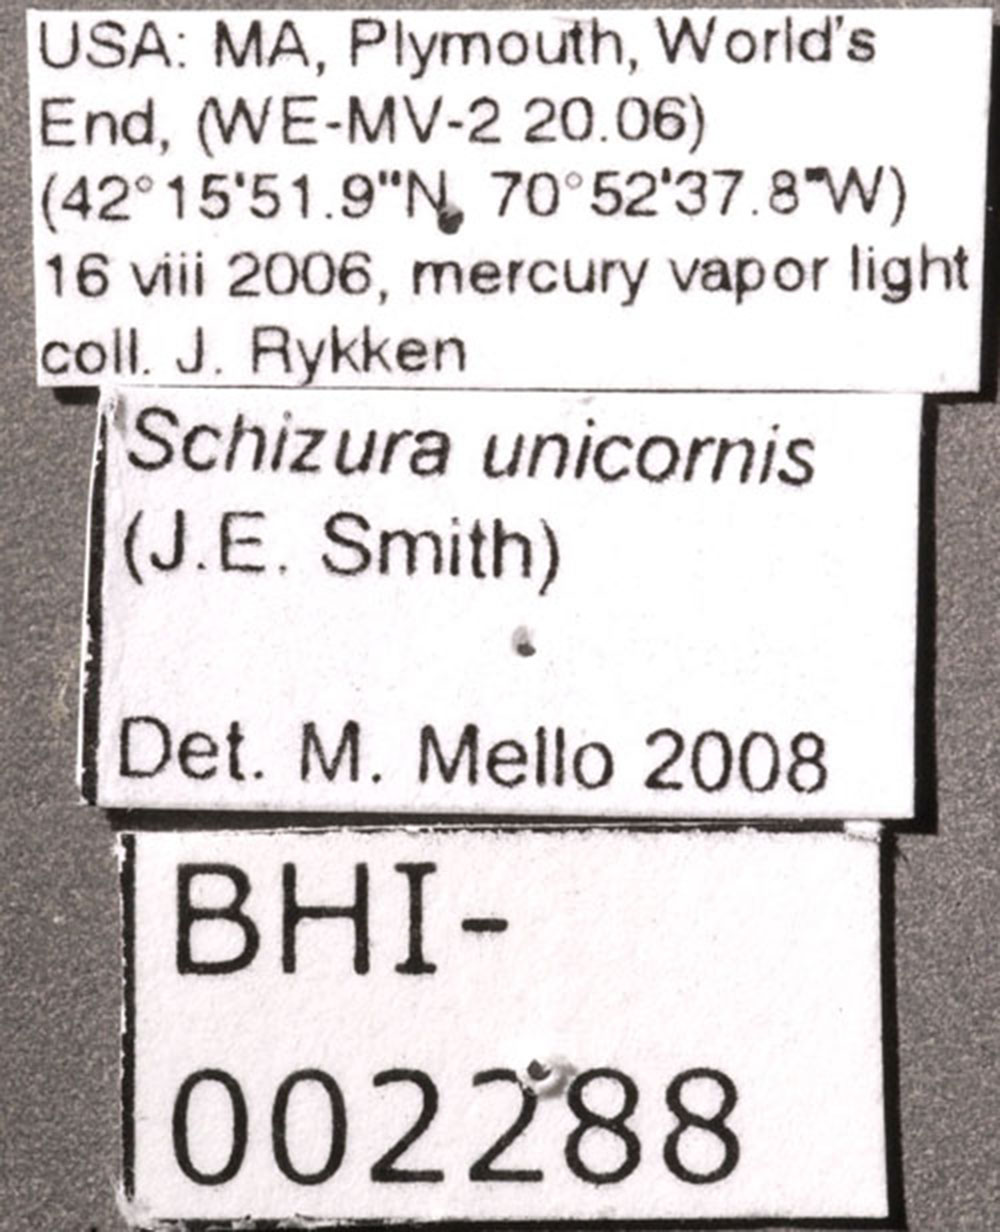 USA: MA, Plymouth, World's
End, (WE-MV-2 20.06)
(42°15'51.9"N, 70°52'37.8"W)
16 viii 2006, mercury vapor light
coll. J. Rykken
Schizura unicornis
(J.E. Smith)
Det. M. Mello 2008
BHI-
002288